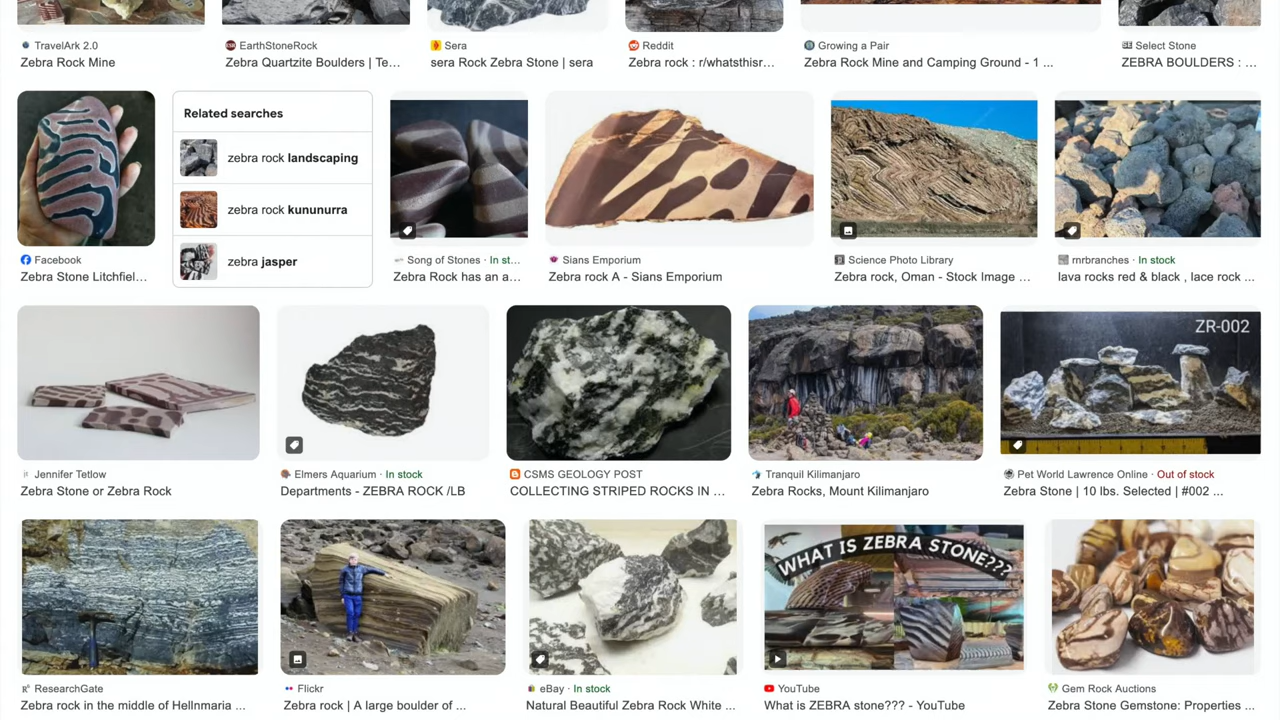 TravelArk 2.0
Zebra Rock Mine
EarthStoneRock
Zebra Quartzite Boulders | Te...
Sera
sera Rock Zebra Stone | sera
Reddit
Zebra rock : r/whatsthisr...
Growing a Pair
Zebra Rock Mine and Camping Ground - 1 ...
Select Stone
ZEBRA BOULDERS : ...
Facebook
Zebra Stone Litchfiel...
Related searches
zebra rock landscaping
zebra rock kununurra
zebra jasper
Song of Stones · In st...
Zebra Rock has an a...
Sians Emporium
Zebra rock A - Sians Emporium
Science Photo Library
Zebra rock, Oman - Stock Image ...
rnrbranches · In stock
lava rocks red & black , lace rock ...
Jennifer Tetlow
Zebra Stone or Zebra Rock
Elmers Aquarium · In stock
Departments - ZEBRA ROCK /LB
CSMS GEOLOGY POST
COLLECTING STRIPED ROCKS IN ...
Tranquil Kilimanjaro
Zebra Rocks, Mount Kilimanjaro
ZR-002
Pet World Lawrence Online · Out of stock
Zebra Stone | 10 lbs. Selected | #002 ...
ResearchGate
Zebra rock in the middle of Hellnmaria ...
Flickr
Zebra rock | A large boulder of ...
eBay · In stock
Natural Beautiful Zebra Rock White ...
WHAT IS ZEBRA STONE???
YouTube
What is ZEBRA stone??? - YouTube
Gem Rock Auctions
Zebra Stone Gemstone: Properties ...